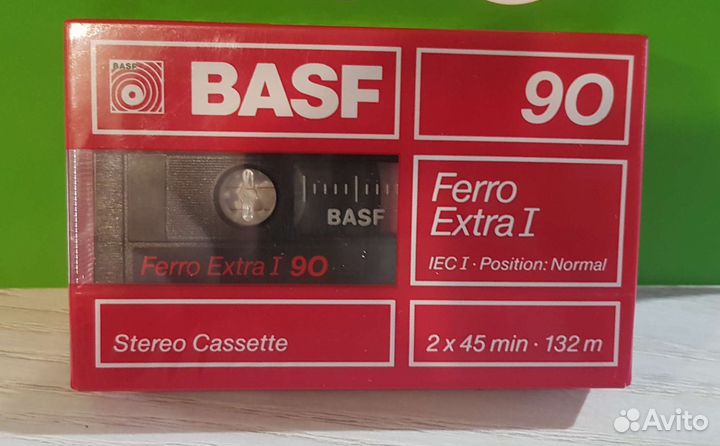 BASF
BASF 90
Ferro
Extra I
IEC I · Position: Normal
BASF
Ferro Extra I 90
Stereo Cassette
2 x 45 min · 132 m
Avito